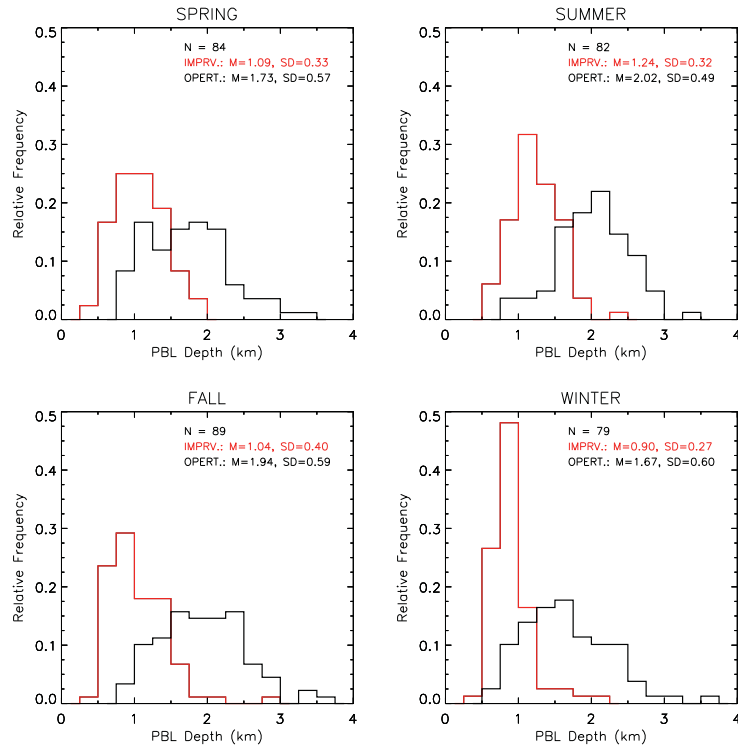 SPRING
0.5
0.4
0.3
0.2
0.1
0.0
Relative Frequency
N = 84
IMPRV.: M=1.09, SD=0.33
OPERT.: M=1.73, SD=0.57
0 1 2 3 4
PBL Depth (km)
SUMMER
0.5
0.4
0.3
0.2
0.1
0.0
Relative Frequency
N = 82
IMPRV.: M=1.24, SD=0.32
OPERT.: M=2.02, SD=0.49
0 1 2 3 4
PBL Depth (km)
FALL
0.5
0.4
0.3
0.2
0.1
0.0
Relative Frequency
N = 89
IMPRV.: M=1.04, SD=0.40
OPERT.: M=1.94, SD=0.59
0 1 2 3 4
PBL Depth (km)
WINTER
0.5
0.4
0.3
0.2
0.1
0.0
Relative Frequency
N = 79
IMPRV.: M=0.90, SD=0.27
OPERT.: M=1.67, SD=0.60
0 1 2 3 4
PBL Depth (km)